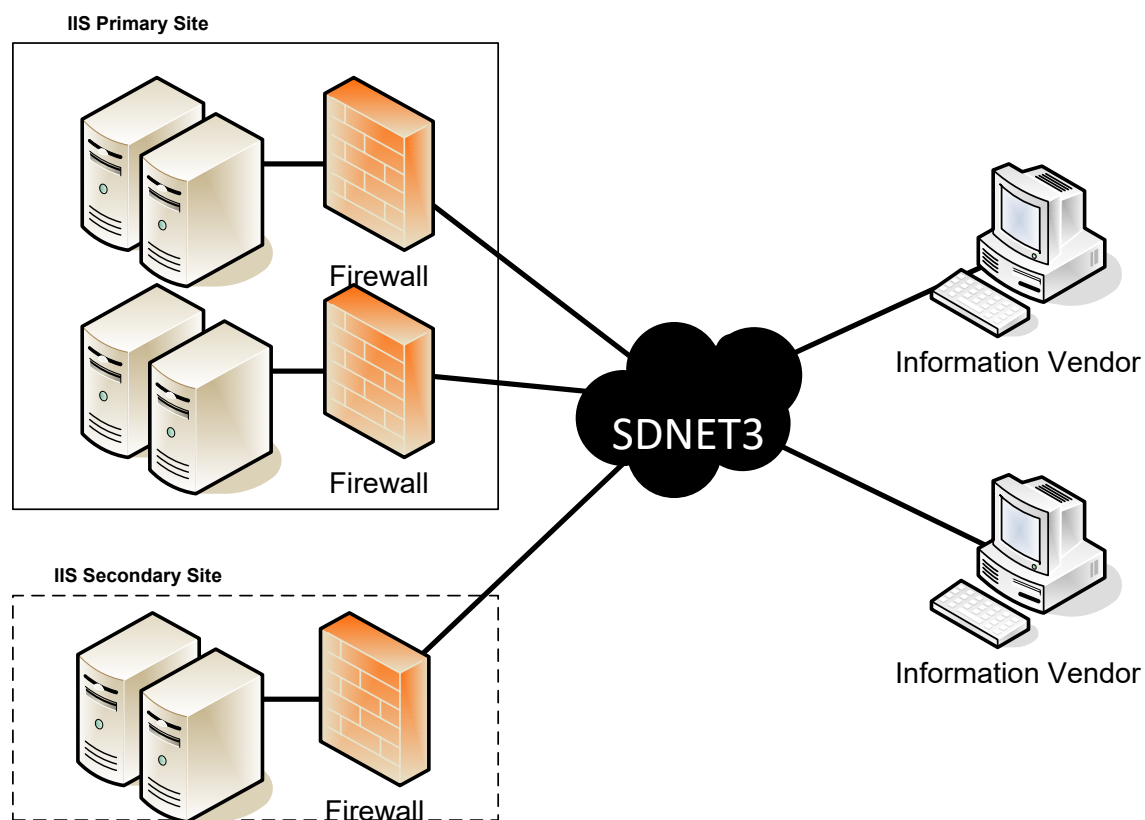 IIS Primary Site
Firewall
Information Vendor
SDNET3
Firewall
IIS Secondary Site
Information Vendor
Firewall